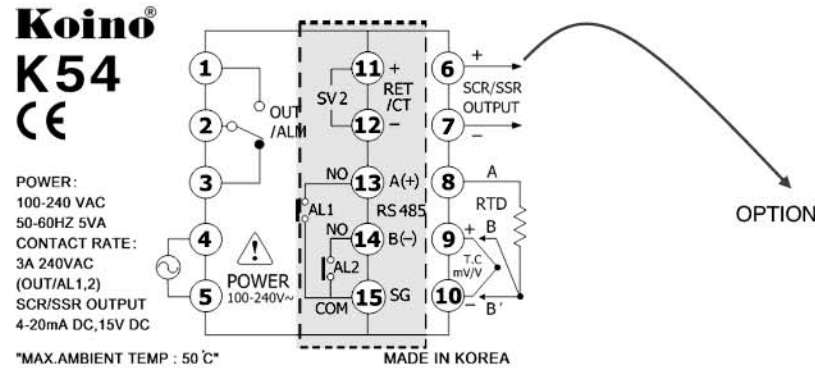 Koino®
K54
CE
POWER:
100-240 VAC
50-60HZ 5VA
CONTACT RATE:
3A 240VAC
(OUT/AL1,2)
SCR/SSR OUTPUT
4-20mA DC,15V DC
"MAX.AMBIENT TEMP : 50℃"
1
2
3
4
5
OUT
/ALM
POWER
100-240V~
SV2
11 +
RET
/CT
12 −
NO 13 A(+)
AL1 RS485
NO 14 B(−)
AL2
COM 15 SG
6 +
SCR/SSR
OUTPUT
7 −
8 A
RTD
9 + B
T.C
mV/V
10 − B'
MADE IN KOREA
OPTION